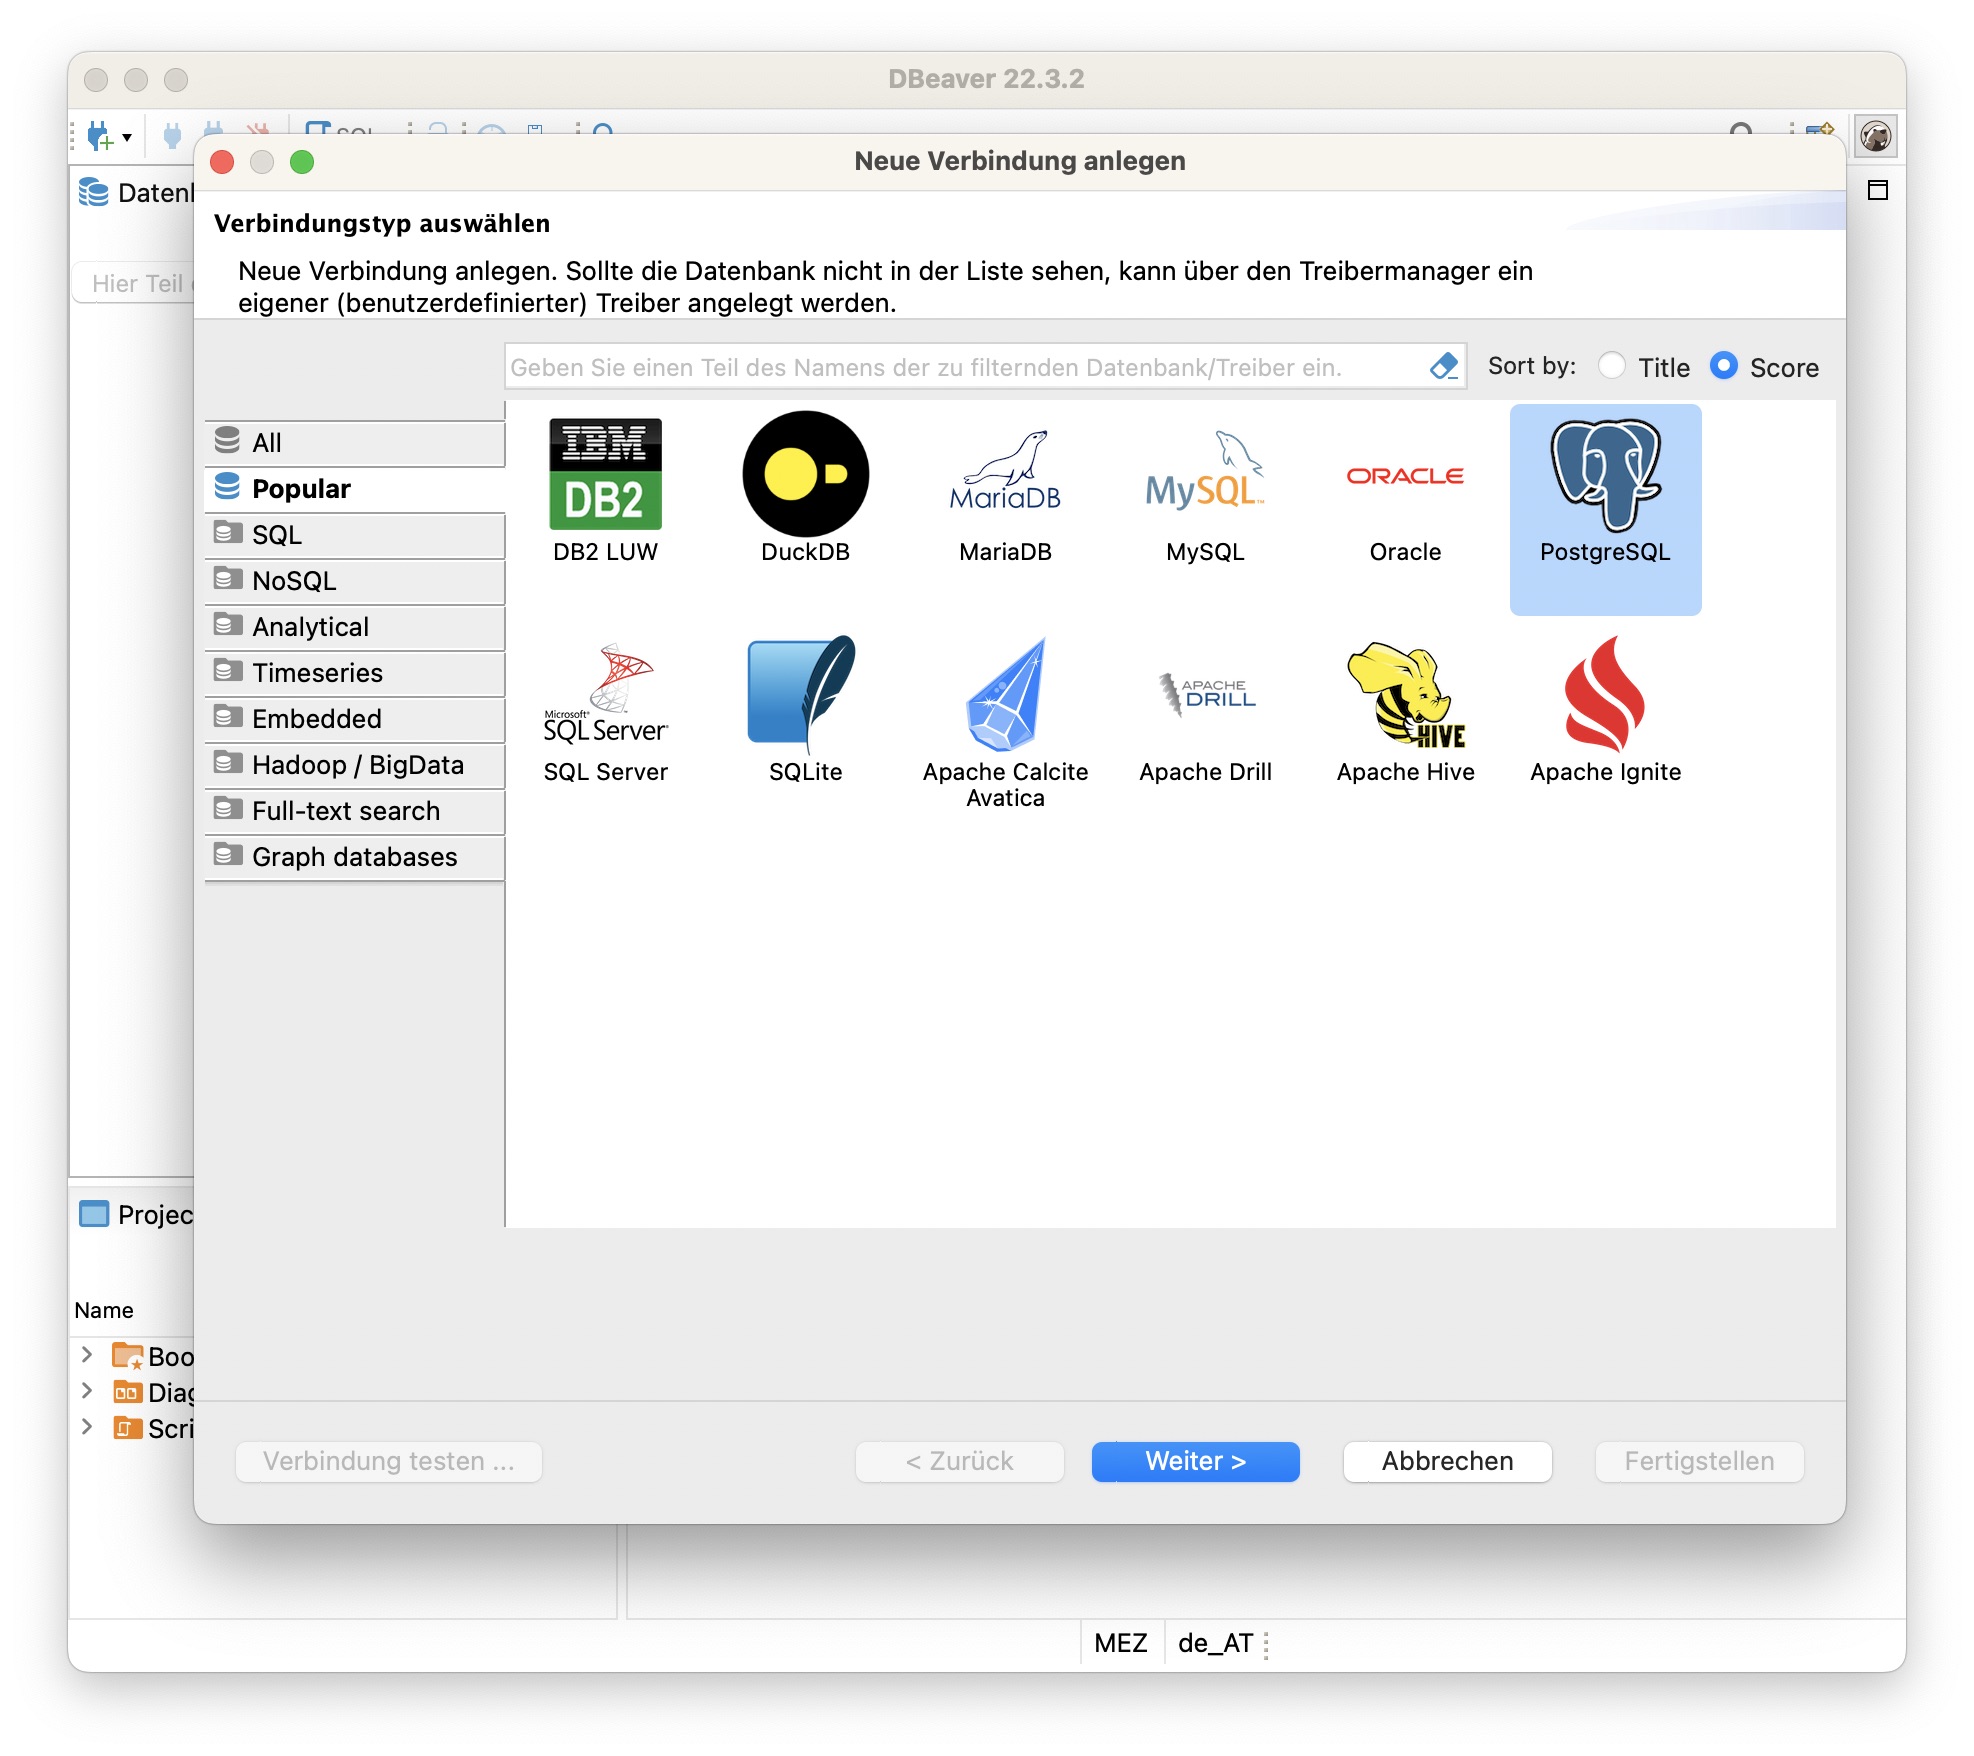 DBeaver 22.3.2
SQL
Neue Verbindung anlegen
Datenb
Verbindungstyp auswählen
Neue Verbindung anlegen. Sollte die Datenbank nicht in der Liste sehen, kann über den Treibermanager ein
eigener (benutzerdefinierter) Treiber angelegt werden.
Hier Teil
Geben Sie einen Teil des Namens der zu filternden Datenbank/Treiber ein.
Sort by: Title Score
All
Popular
SQL
NoSQL
Analytical
Timeseries
Embedded
Hadoop / BigData
Full-text search
Graph databases
IBM
DB2
MariaDB
MySQL™
ORACLE
DB2 LUW
DuckDB
MariaDB
MySQL
Oracle
PostgreSQL
Microsoft®
SQL Server®
APACHE
DRILL
HIVE
SQL Server
SQLite
Apache Calcite
Avatica
Apache Drill
Apache Hive
Apache Ignite
Projec
Name
Boo
Diag
Scri
Verbindung testen ...
< Zurück
Weiter >
Abbrechen
Fertigstellen
MEZ
de_AT